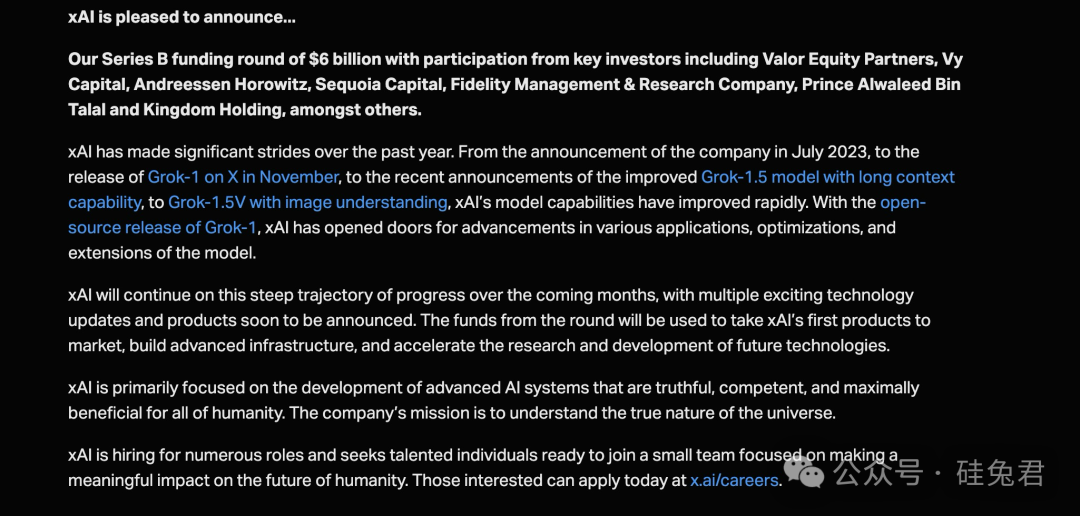 xAI is pleased to announce...
Our Series B funding round of $6 billion with participation from key investors including Valor Equity Partners, Vy
Capital, Andreessen Horowitz, Sequoia Capital, Fidelity Management & Research Company, Prince Alwaleed Bin
Talal and Kingdom Holding, amongst others.
xAI has made significant strides over the past year. From the announcement of the company in July 2023, to the
release of Grok-1 on X in November, to the recent announcements of the improved Grok-1.5 model with long context
capability, to Grok-1.5V with image understanding, xAI’s model capabilities have improved rapidly. With the open-
source release of Grok-1, xAI has opened doors for advancements in various applications, optimizations, and
extensions of the model.
xAI will continue on this steep trajectory of progress over the coming months, with multiple exciting technology
updates and products soon to be announced. The funds from the round will be used to take xAI’s first products to
market, build advanced infrastructure, and accelerate the research and development of future technologies.
xAI is primarily focused on the development of advanced AI systems that are truthful, competent, and maximally
beneficial for all of humanity. The company’s mission is to understand the true nature of the universe.
xAI is hiring for numerous roles and seeks talented individuals ready to join a small team focused on making a
meaningful impact on the future of humanity. Those interested can apply today at x.ai/careers.
公众号 · 硅兔君